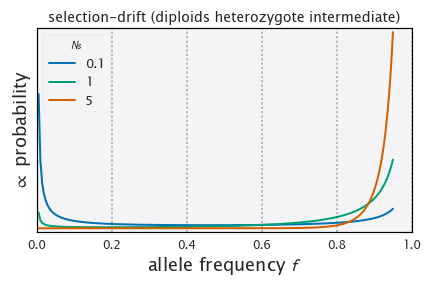 selection–drift (diploids heterozygote intermediate)
Ns
0.1
1
5
∝ probability
0.0 0.2 0.4 0.6 0.8 1.0
allele frequency f